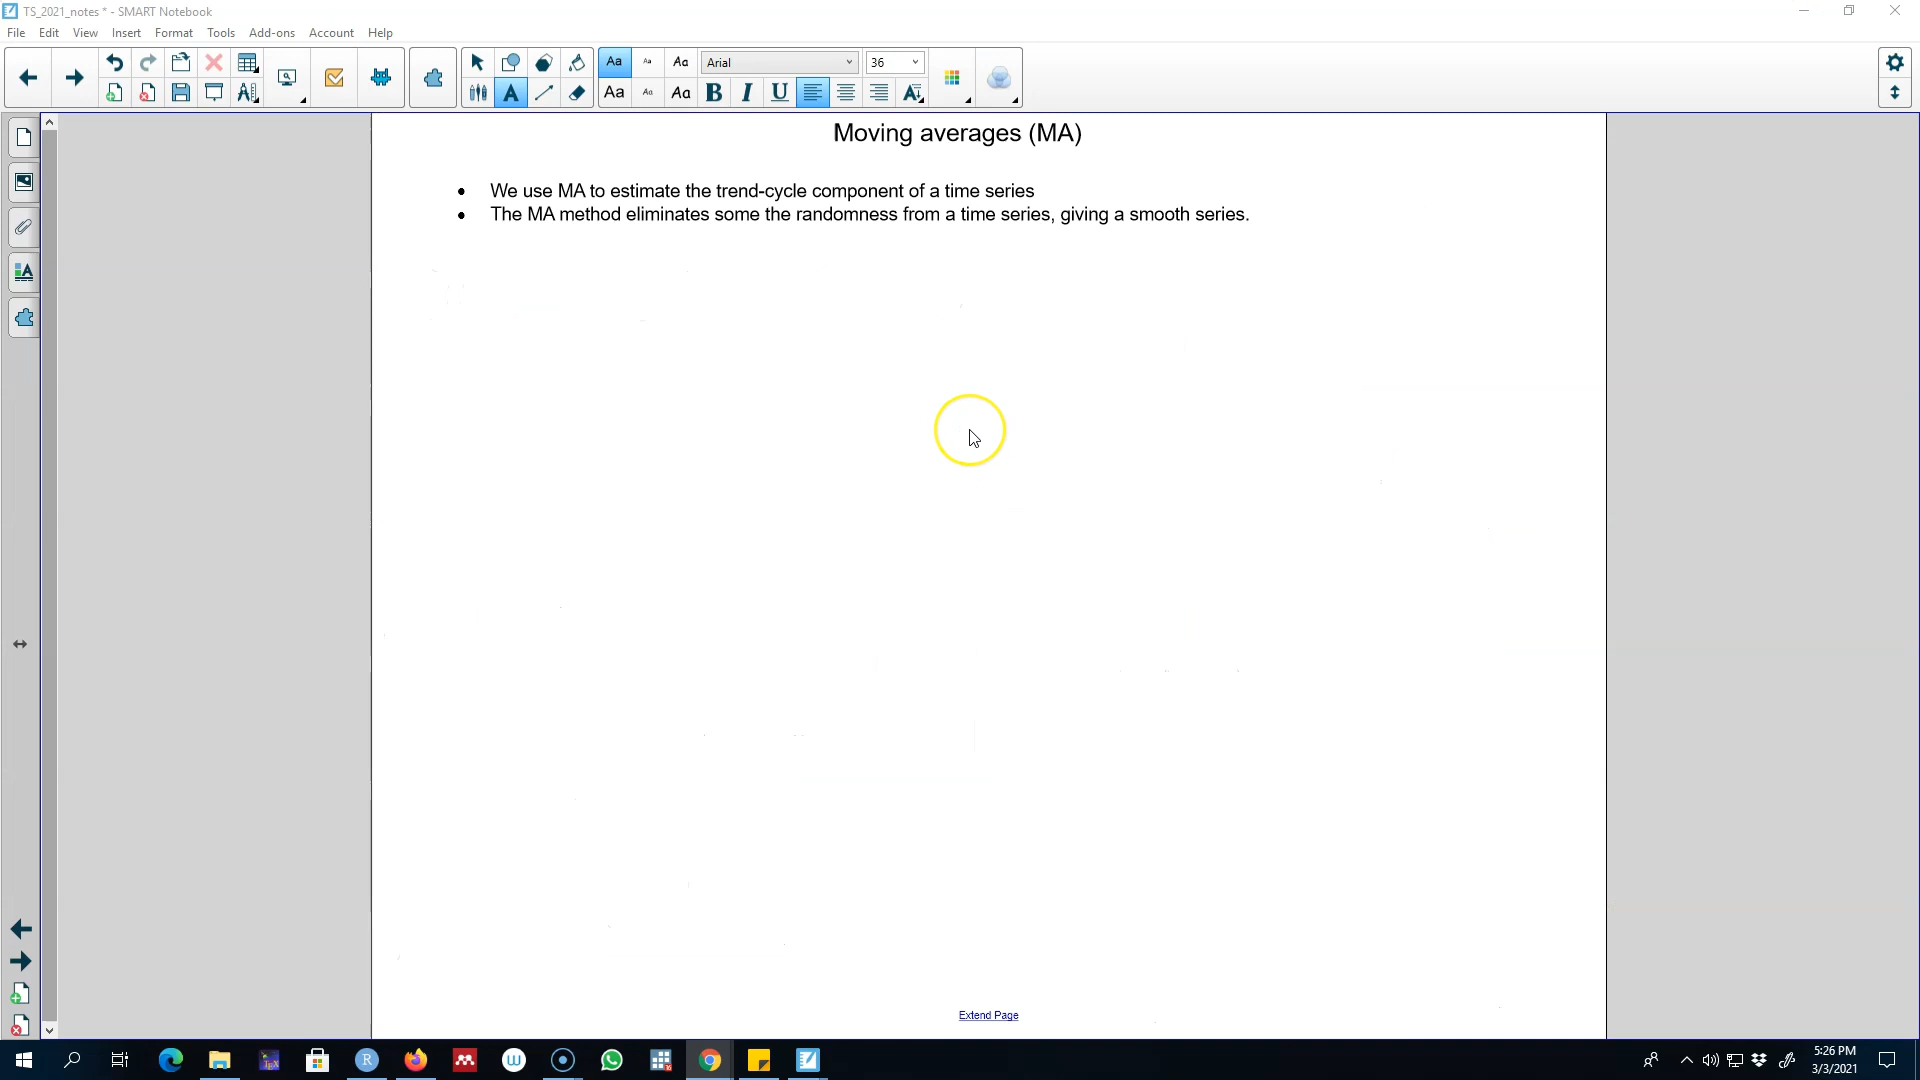 TS_2021_notes * - SMART Notebook
File Edit View Insert Format Tools Add-ons Account Help
Arial 36
Moving averages (MA)
• We use MA to estimate the trend-cycle component of a time series
• The MA method eliminates some the randomness from a time series, giving a smooth series.
Extend Page
5:26 PM
3/3/2021